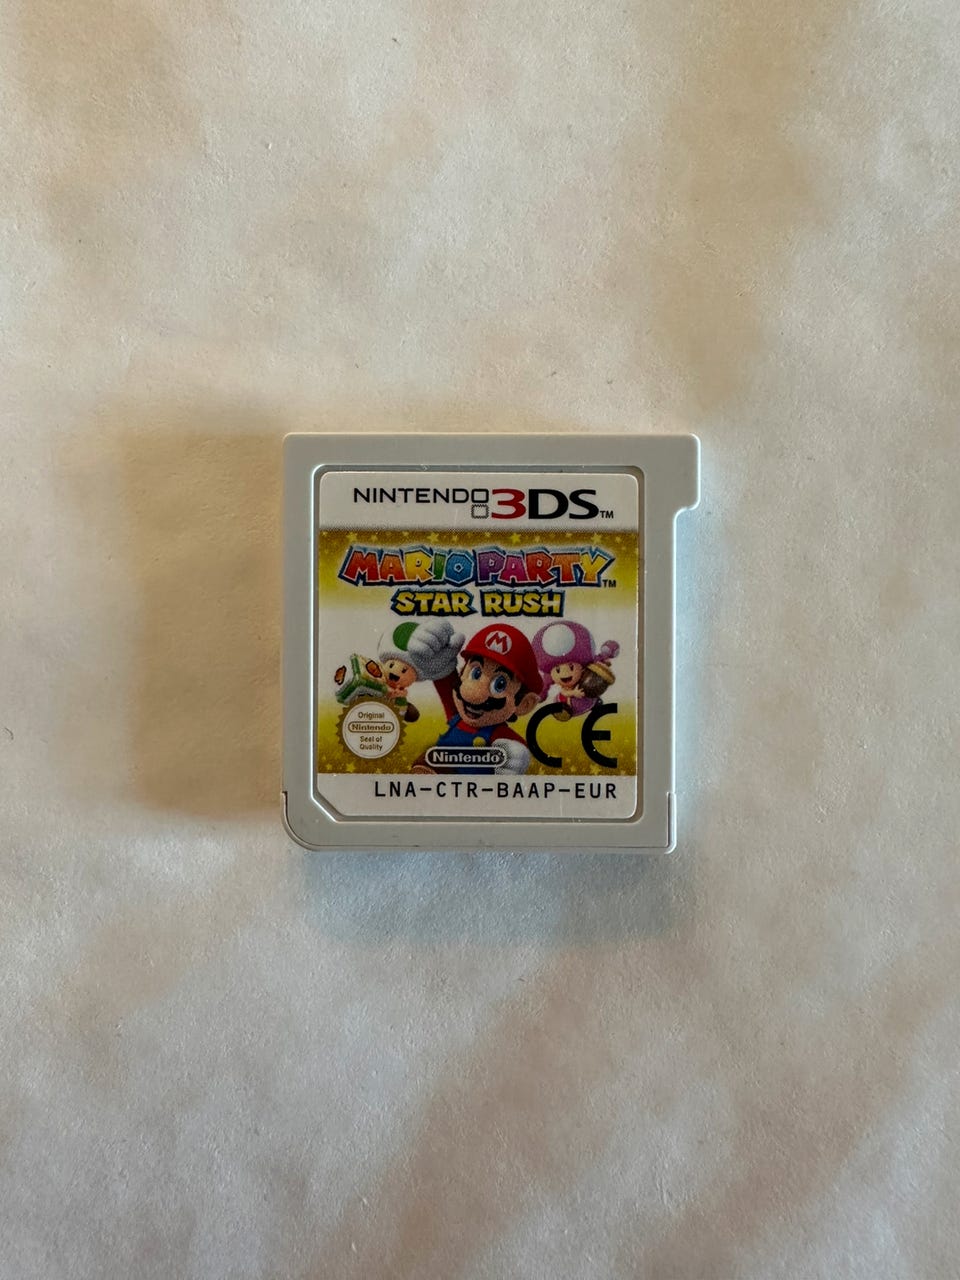 NINTENDO 3DS™
MARIO PARTY™
STAR RUSH
M
Original
Nintendo
Seal of
Quality
Nintendo
CE
LNA-CTR-BAAP-EUR